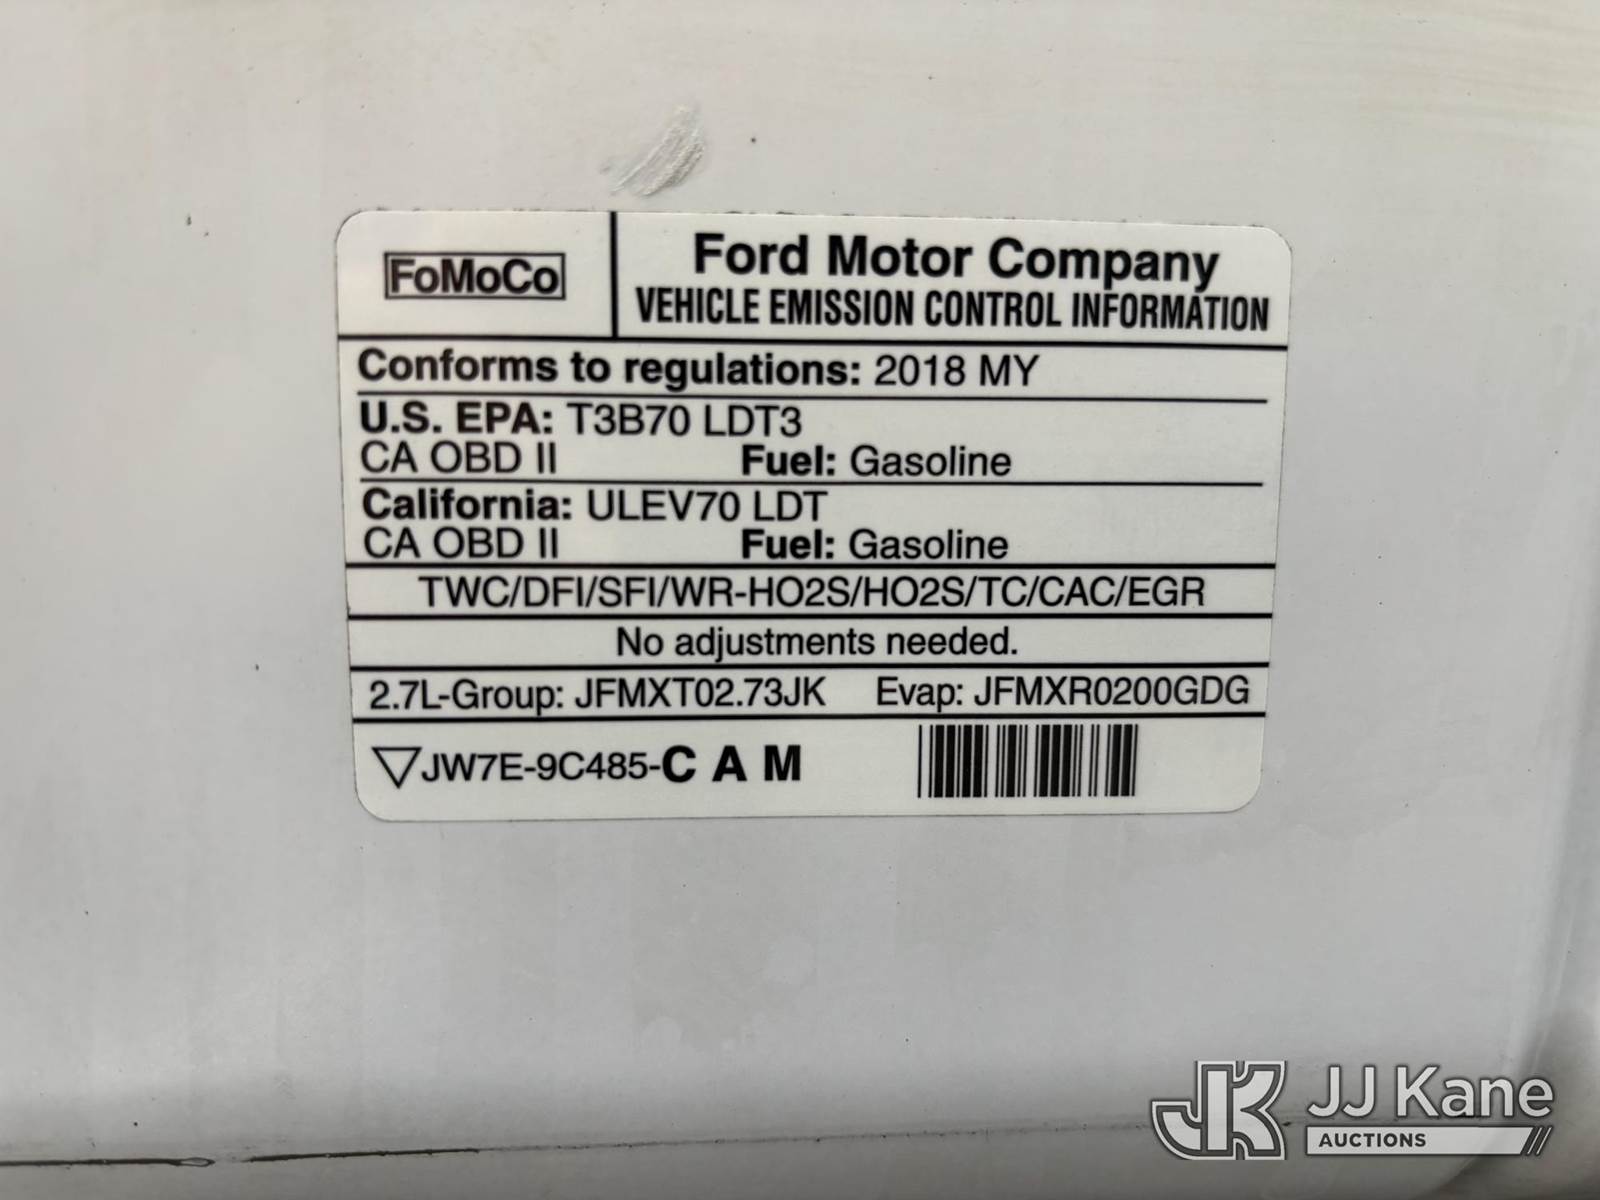 FoMoCo
Ford Motor Company
VEHICLE EMISSION CONTROL INFORMATION
Conforms to regulations: 2018 MY
U.S. EPA: T3B70 LDT3
CA OBD II Fuel: Gasoline
California: ULEV70 LDT
CA OBD II Fuel: Gasoline
TWC/DFI/SFI/WR-HO2S/HO2S/TC/CAC/EGR
No adjustments needed.
2.7L-Group: JFMXT02.73JK Evap: JFMXR0200GDG
JW7E-9C485-C A M
JK JJ Kane
AUCTIONS